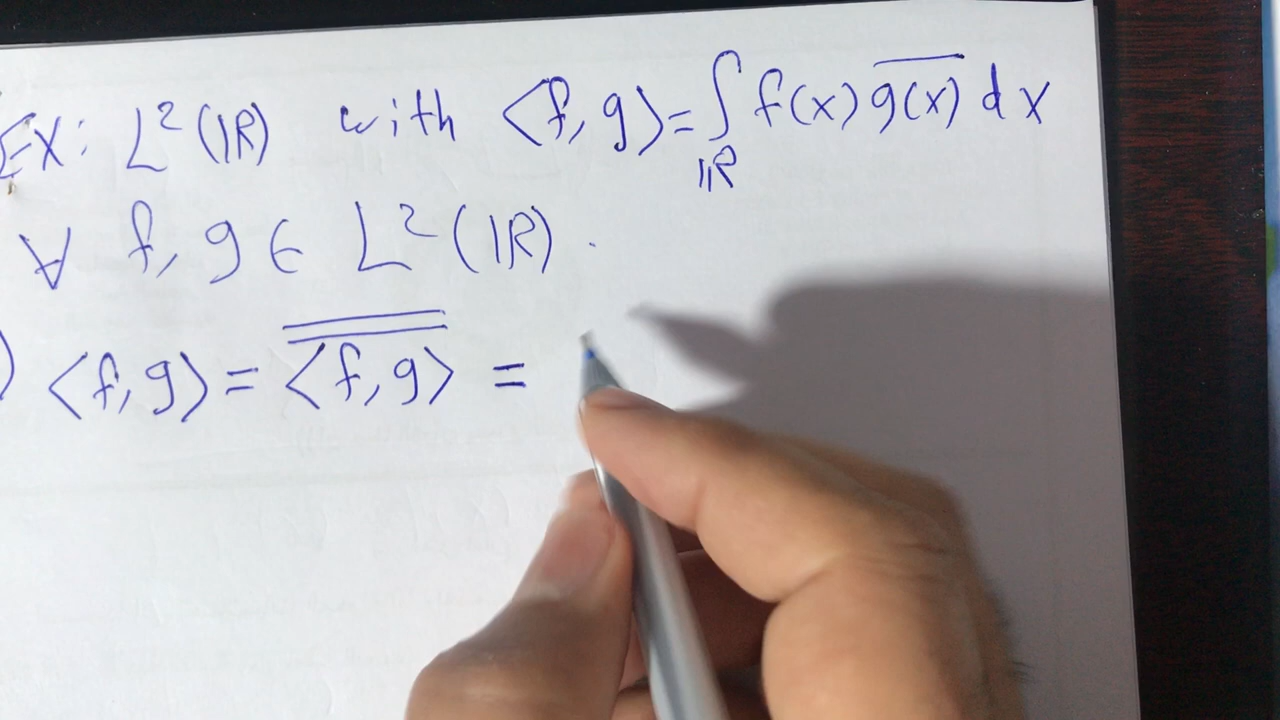 Ex: L²(ℝ) with ⟨f,g⟩=∫_ℝ f(x) \overline{g(x)} dx
∀ f, g ∈ L²(ℝ).
) ⟨f,g⟩ = \overline{\overline{⟨f,g⟩}} =